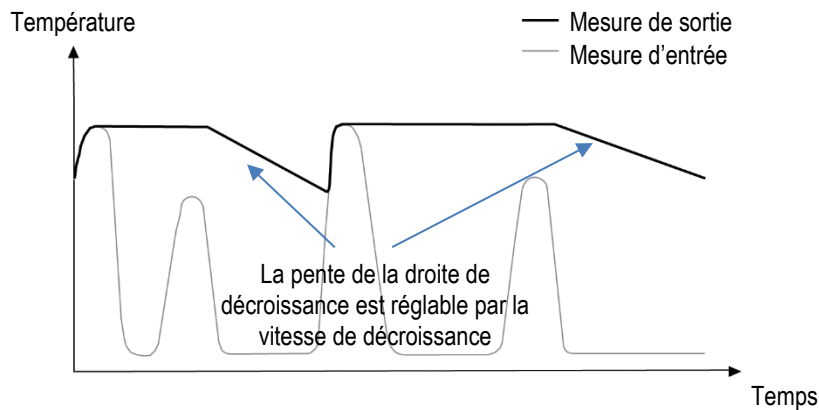 Température
Mesure de sortie
Mesure d'entrée
La pente de la droite de
décroissance est réglable par la
vitesse de décroissance
Temps